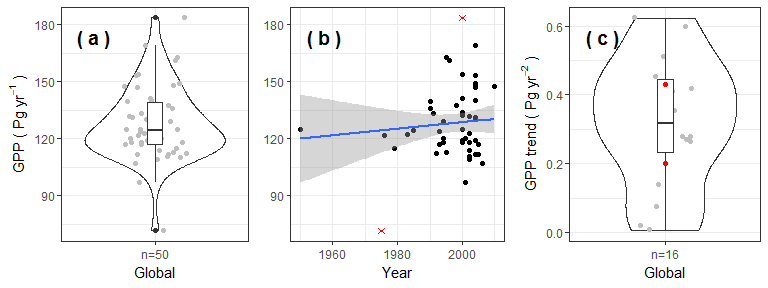 ( a )
GPP ( Pg yr⁻¹ )
180
150
120
90
n=50
Global
( b )
180
150
120
90
1960
1980
2000
Year
( c )
GPP trend ( Pg yr⁻² )
0.6
0.4
0.2
0.0
n=16
Global